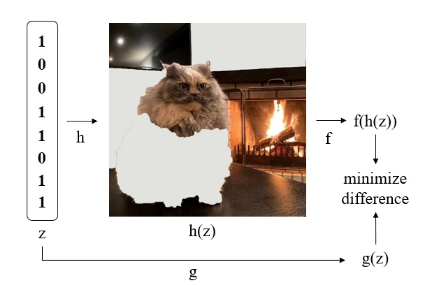 1
0
0
1
1
0
1
1
z
h
h(z)
f
f(h(z))
minimize
difference
g(z)
g